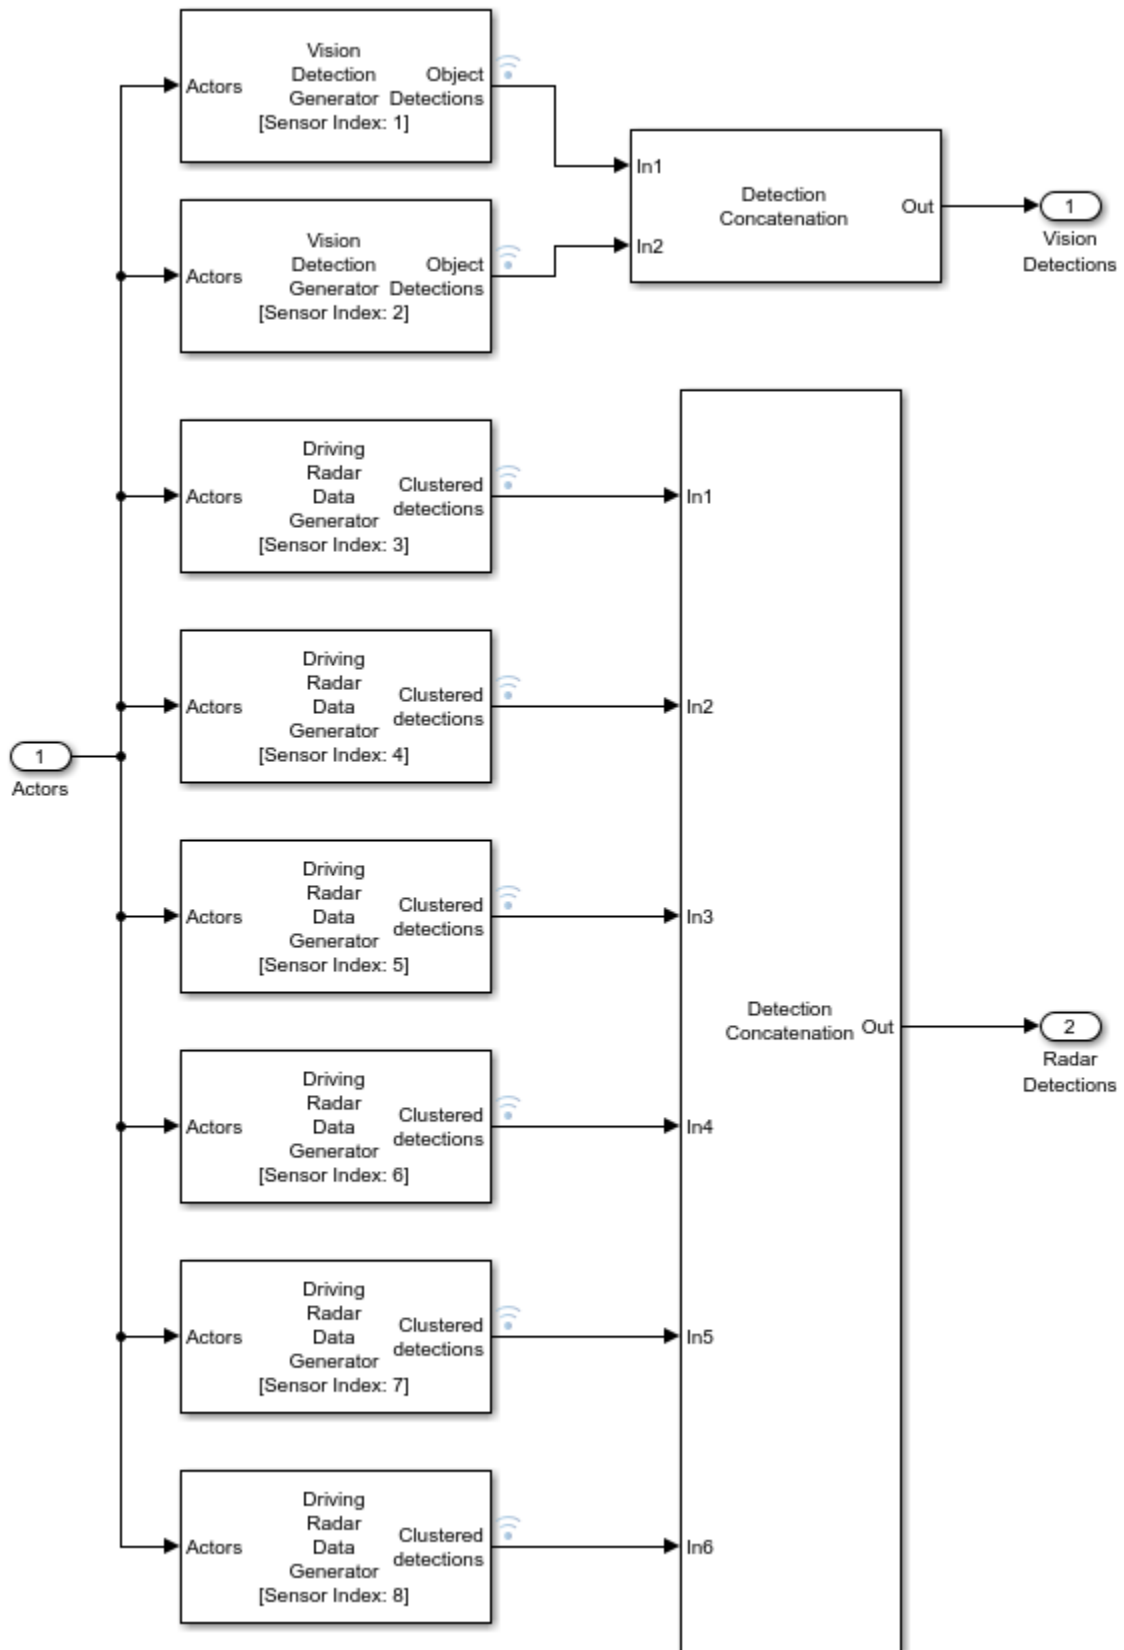 Actors
Vision
Detection
Generator
[Sensor Index: 1]
Object
Detections
Actors
Vision
Detection
Generator
[Sensor Index: 2]
Object
Detections
In1
In2
Detection
Concatenation
Out
1
Vision
Detections
Actors
Driving
Radar
Data
Generator
[Sensor Index: 3]
Clustered
detections
Actors
Driving
Radar
Data
Generator
[Sensor Index: 4]
Clustered
detections
1
Actors
Actors
Driving
Radar
Data
Generator
[Sensor Index: 5]
Clustered
detections
Actors
Driving
Radar
Data
Generator
[Sensor Index: 6]
Clustered
detections
Actors
Driving
Radar
Data
Generator
[Sensor Index: 7]
Clustered
detections
Actors
Driving
Radar
Data
Generator
[Sensor Index: 8]
Clustered
detections
In1
In2
In3
In4
In5
In6
Detection
Concatenation
Out
2
Radar
Detections